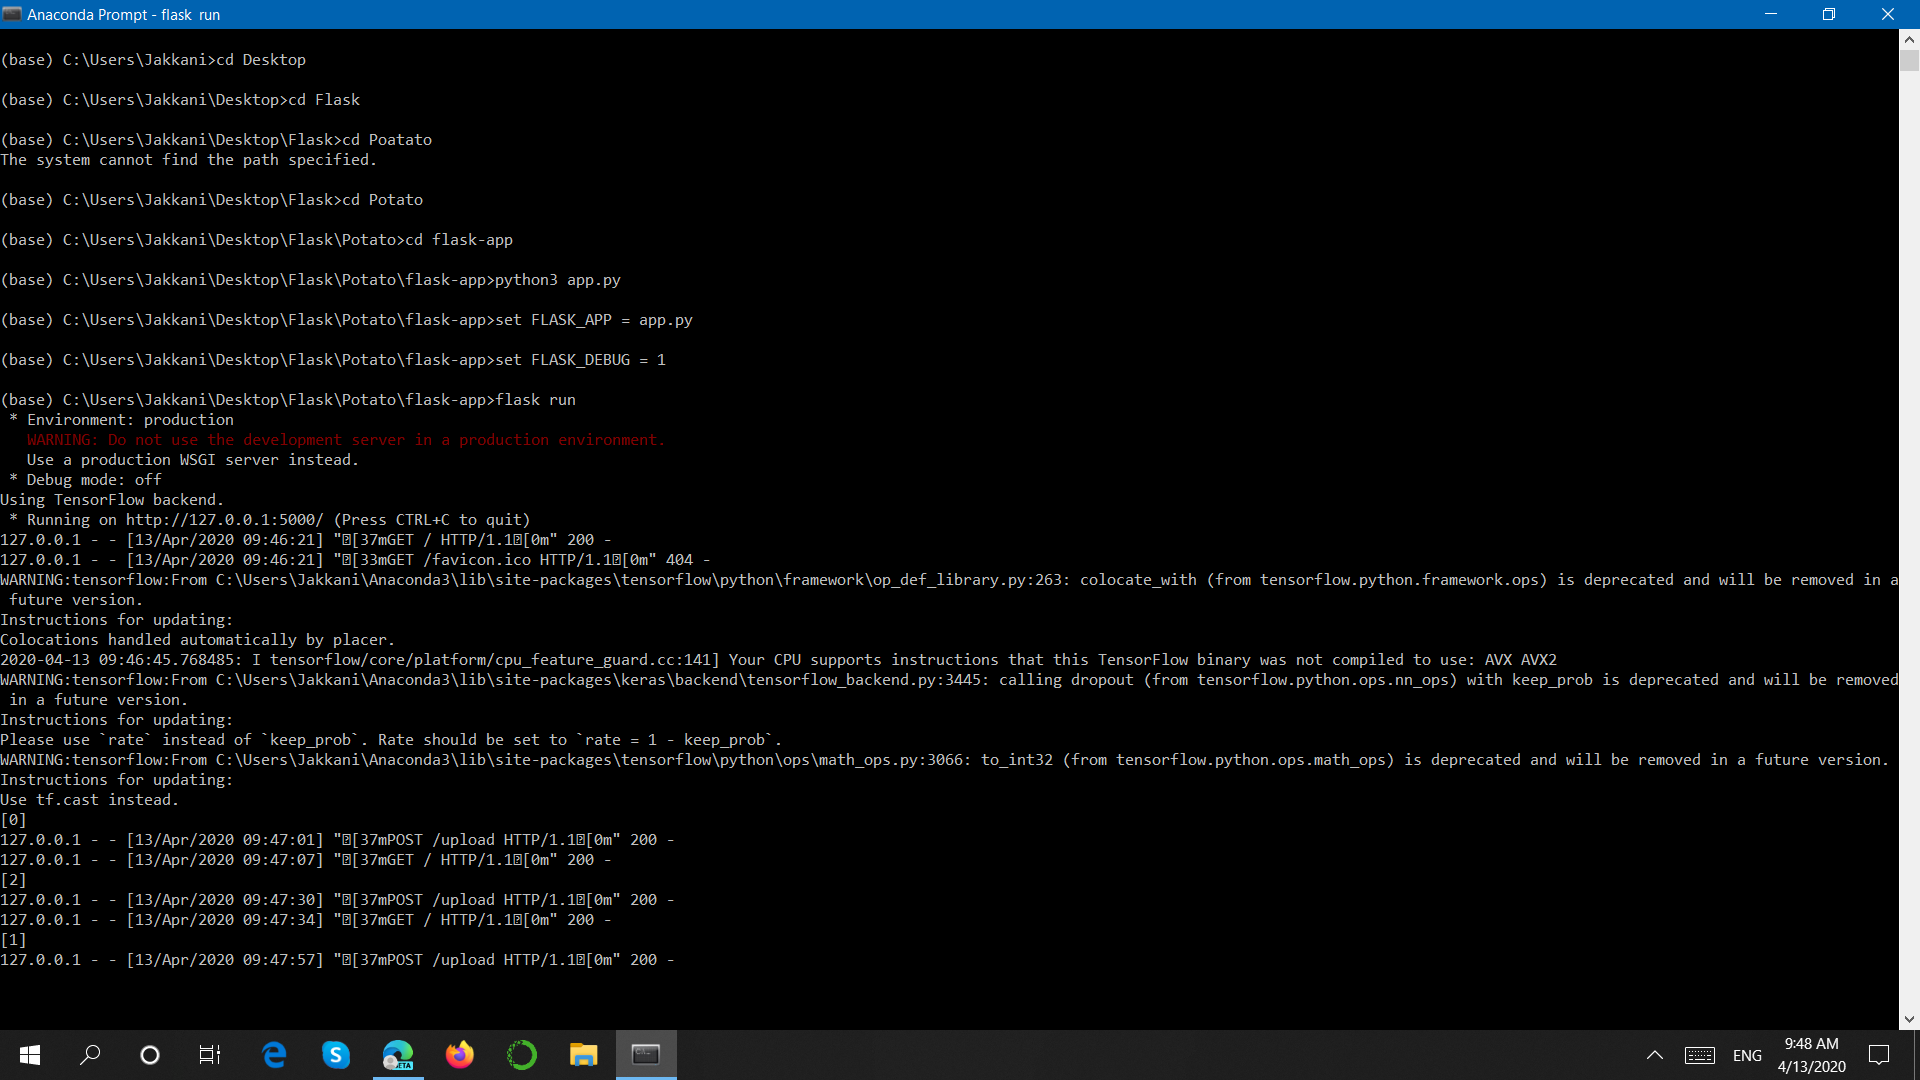 Anaconda Prompt - flask  run
(base) C:\Users\Jakkani>cd Desktop
(base) C:\Users\Jakkani\Desktop>cd Flask
(base) C:\Users\Jakkani\Desktop\Flask>cd Poatato
The system cannot find the path specified.
(base) C:\Users\Jakkani\Desktop\Flask>cd Potato
(base) C:\Users\Jakkani\Desktop\Flask\Potato>cd flask-app
(base) C:\Users\Jakkani\Desktop\Flask\Potato\flask-app>python3 app.py
(base) C:\Users\Jakkani\Desktop\Flask\Potato\flask-app>set FLASK_APP = app.py
(base) C:\Users\Jakkani\Desktop\Flask\Potato\flask-app>set FLASK_DEBUG = 1
(base) C:\Users\Jakkani\Desktop\Flask\Potato\flask-app>flask run
 * Environment: production
   WARNING: Do not use the development server in a production environment.
   Use a production WSGI server instead.
 * Debug mode: off
Using TensorFlow backend.
 * Running on http://127.0.0.1:5000/ (Press CTRL+C to quit)
127.0.0.1 - - [13/Apr/2020 09:46:21] "[37mGET / HTTP/1.1[0m" 200 -
127.0.0.1 - - [13/Apr/2020 09:46:21] "[33mGET /favicon.ico HTTP/1.1[0m" 404 -
WARNING:tensorflow:From C:\Users\Jakkani\Anaconda3\lib\site-packages\tensorflow\python\framework\op_def_library.py:263: colocate_with (from tensorflow.python.framework.ops) is deprecated and will be removed in a
 future version.
Instructions for updating:
Colocations handled automatically by placer.
2020-04-13 09:46:45.768485: I tensorflow/core/platform/cpu_feature_guard.cc:141] Your CPU supports instructions that this TensorFlow binary was not compiled to use: AVX AVX2
WARNING:tensorflow:From C:\Users\Jakkani\Anaconda3\lib\site-packages\keras\backend\tensorflow_backend.py:3445: calling dropout (from tensorflow.python.ops.nn_ops) with keep_prob is deprecated and will be removed
 in a future version.
Instructions for updating:
Please use `rate` instead of `keep_prob`. Rate should be set to `rate = 1 - keep_prob`.
WARNING:tensorflow:From C:\Users\Jakkani\Anaconda3\lib\site-packages\tensorflow\python\ops\math_ops.py:3066: to_int32 (from tensorflow.python.ops.math_ops) is deprecated and will be removed in a future version.
Instructions for updating:
Use tf.cast instead.
[0]
127.0.0.1 - - [13/Apr/2020 09:47:01] "[37mPOST /upload HTTP/1.1[0m" 200 -
127.0.0.1 - - [13/Apr/2020 09:47:07] "[37mGET / HTTP/1.1[0m" 200 -
[2]
127.0.0.1 - - [13/Apr/2020 09:47:30] "[37mPOST /upload HTTP/1.1[0m" 200 -
127.0.0.1 - - [13/Apr/2020 09:47:34] "[37mGET / HTTP/1.1[0m" 200 -
[1]
127.0.0.1 - - [13/Apr/2020 09:47:57] "[37mPOST /upload HTTP/1.1[0m" 200 -
BETA
ENG
9:48 AM
4/13/2020